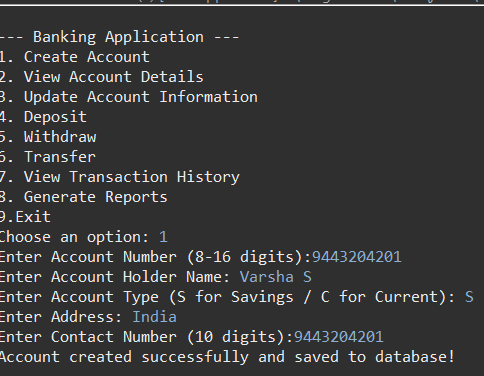 --- Banking Application ---
1. Create Account
2. View Account Details
3. Update Account Information
4. Deposit
5. Withdraw
6. Transfer
7. View Transaction History
8. Generate Reports
9.Exit
Choose an option: 1
Enter Account Number (8-16 digits):9443204201
Enter Account Holder Name: Varsha S
Enter Account Type (S for Savings / C for Current): S
Enter Address: India
Enter Contact Number (10 digits):9443204201
Account created successfully and saved to database!